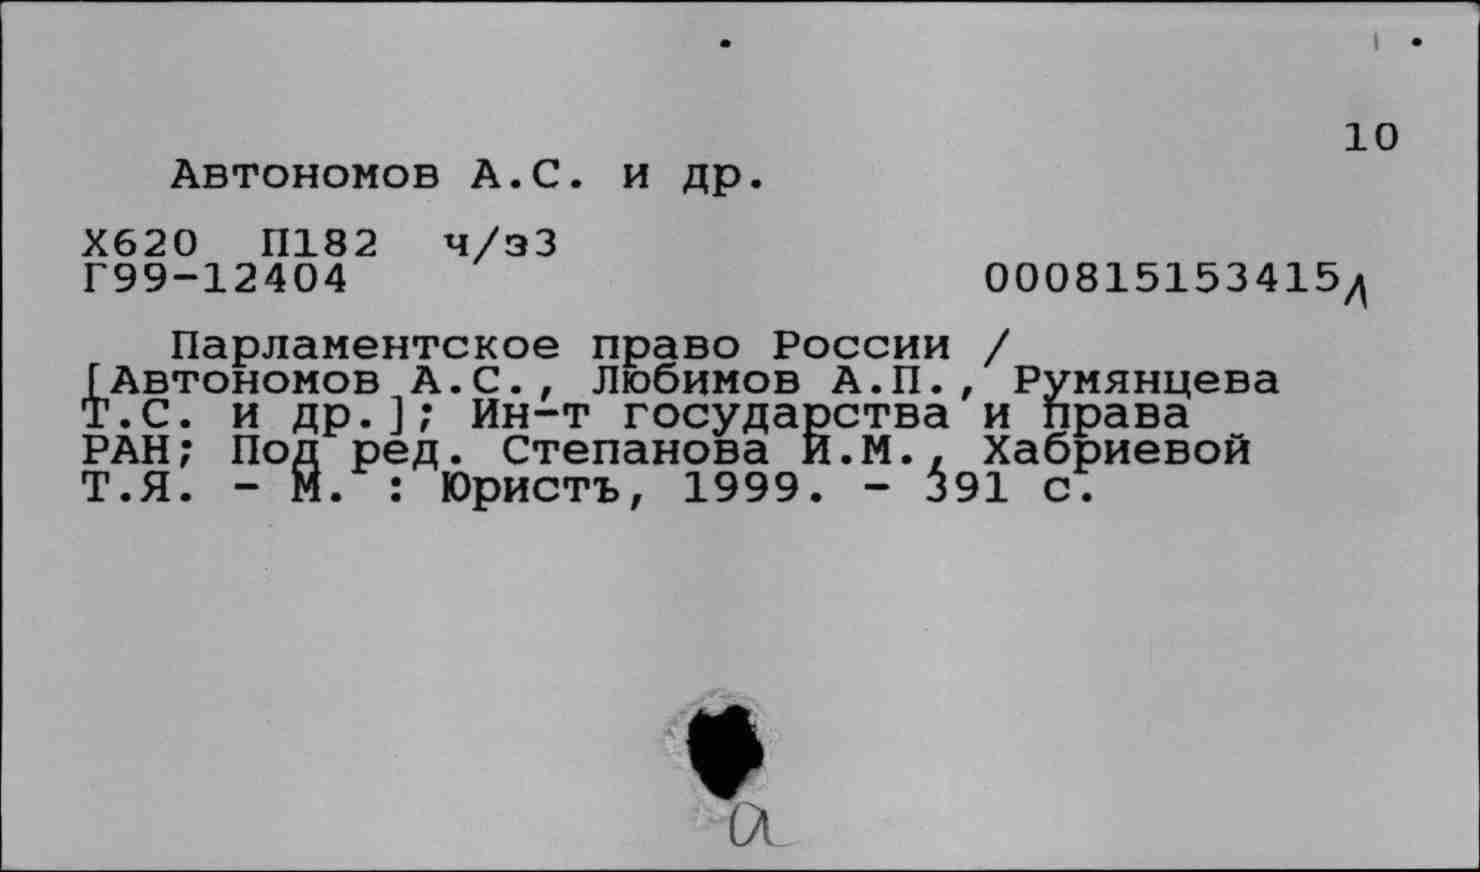 10
Автономов А.С. и др.
Х620 П182 ч/з3
Г99-12404 000815153415д
Парламентское право России /
[Автономов А.С., Любимов А.П., Румянцева
Т.С. и др.]; Ин-т государства и права
РАН; Под ред. Степанова И.М., Хабриевой
Т.Я. - М. : Юристъ, 1999. - 391 с.